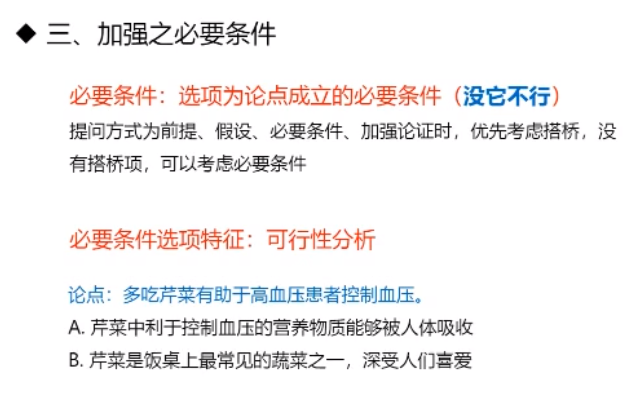 ◆ 三、加强之必要条件
必要条件：选项为论点成立的必要条件（没它不行）
提问方式为前提、假设、必要条件、加强论证时，优先考虑搭桥，没
有搭桥项，可以考虑必要条件
必要条件选项特征：可行性分析
论点：多吃芹菜有助于高血压患者控制血压。
A. 芹菜中利于控制血压的营养物质能够被人体吸收
B. 芹菜是饭桌上最常见的蔬菜之一，深受人们喜爱